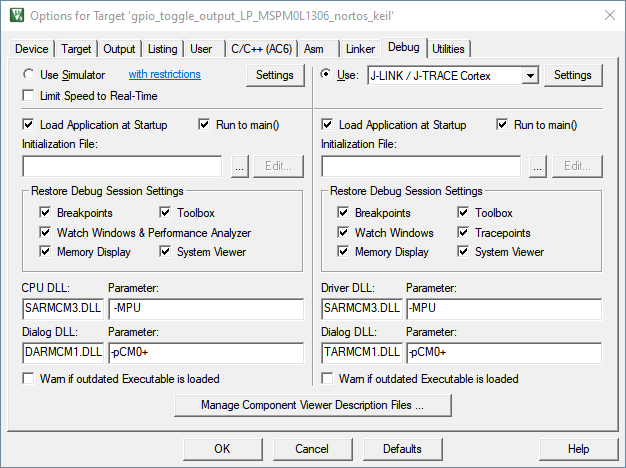 Options for Target 'gpio_toggle_output_LP_MSPM0L1306_nortos_keil'
Device Target Output Listing User C/C++ (AC6) Asm Linker Debug Utilities
Use Simulator with restrictions Settings
Limit Speed to Real-Time
Use: J-LINK / J-TRACE Cortex Settings
Load Application at Startup Run to main()
Initialization File:
... Edit...
Load Application at Startup Run to main()
Initialization File:
... Edit...
Restore Debug Session Settings
Breakpoints Toolbox
Watch Windows & Performance Analyzer
Memory Display System Viewer
Restore Debug Session Settings
Breakpoints Toolbox
Watch Windows Tracepoints
Memory Display System Viewer
CPU DLL: Parameter:
SARMCM3.DLL -MPU
Dialog DLL: Parameter:
DARMCM1.DLL -pCM0+
Warn if outdated Executable is loaded
Driver DLL: Parameter:
SARMCM3.DLL -MPU
Dialog DLL: Parameter:
TARMCM1.DLL -pCM0+
Warn if outdated Executable is loaded
Manage Component Viewer Description Files ...
OK Cancel Defaults Help